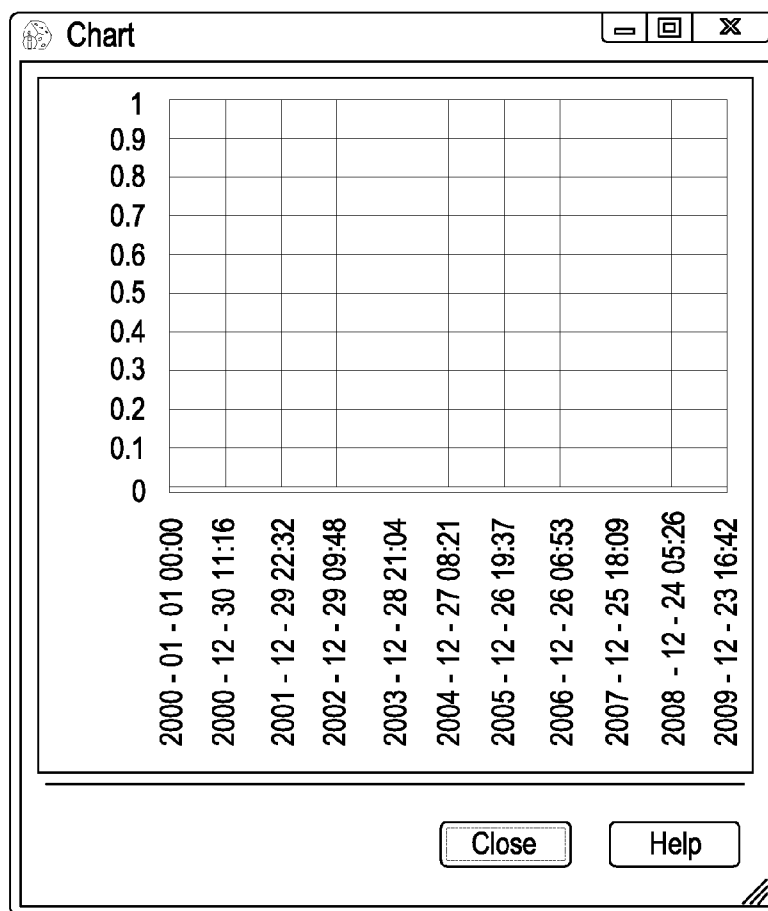 Chart
1
0.9
0.8
0.7
0.6
0.5
0.4
0.3
0.2
0.1
0
2000 - 01 - 01 00:00
2000 - 12 - 30 11:16
2001 - 12 - 29 22:32
2002 - 12 - 29 09:48
2003 - 12 - 28 21:04
2004 - 12 - 27 08:21
2005 - 12 - 26 19:37
2006 - 12 - 26 06:53
2007 - 12 - 25 18:09
2008 - 12 - 24 05:26
2009 - 12 - 23 16:42
Close
Help